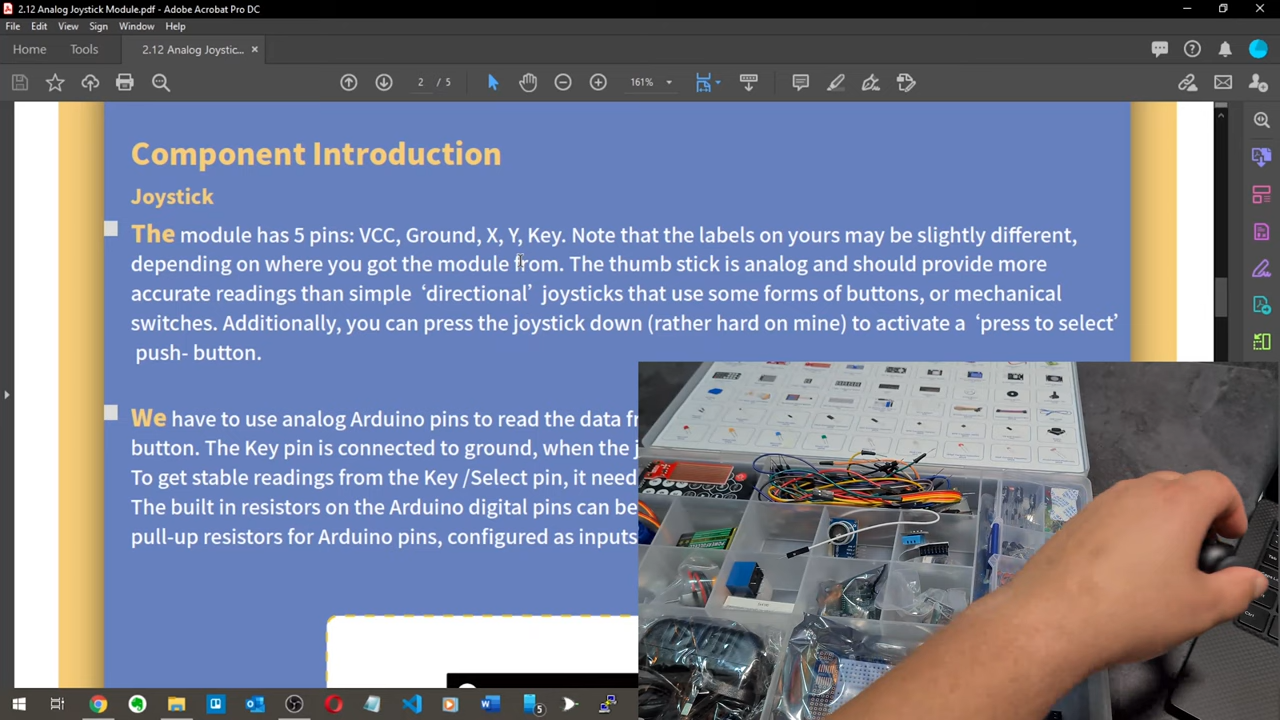 2.12 Analog Joystick Module.pdf - Adobe Acrobat Pro DC
File Edit View Sign Window Help
Home Tools 2.12 Analog Joystic... ×
2 / 5 161%
Component Introduction
Joystick
The module has 5 pins: VCC, Ground, X, Y, Key. Note that the labels on yours may be slightly different,
depending on where you got the module from. The thumb stick is analog and should provide more
accurate readings than simple ‘directional’ joysticks that use some forms of buttons, or mechanical
switches. Additionally, you can press the joystick down (rather hard on mine) to activate a ‘press to select’
push- button.
We have to use analog Arduino pins to read the data
button. The Key pin is connected to ground, when the
To get stable readings from the Key /Select pin, it
The built in resistors on the Arduino digital pins can be
pull-up resistors for Arduino pins, configured as inputs